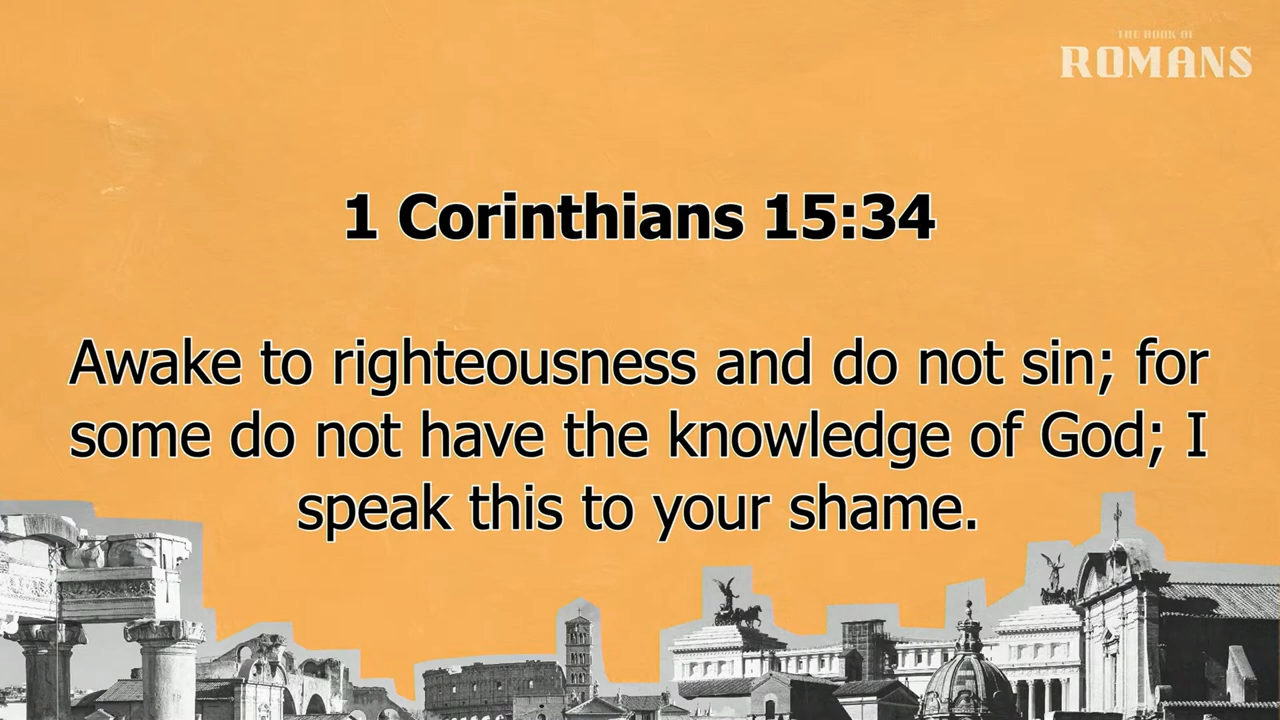 THE BOOK OF
ROMANS
1 Corinthians 15:34
Awake to righteousness and do not sin; for
some do not have the knowledge of God; I
speak this to your shame.